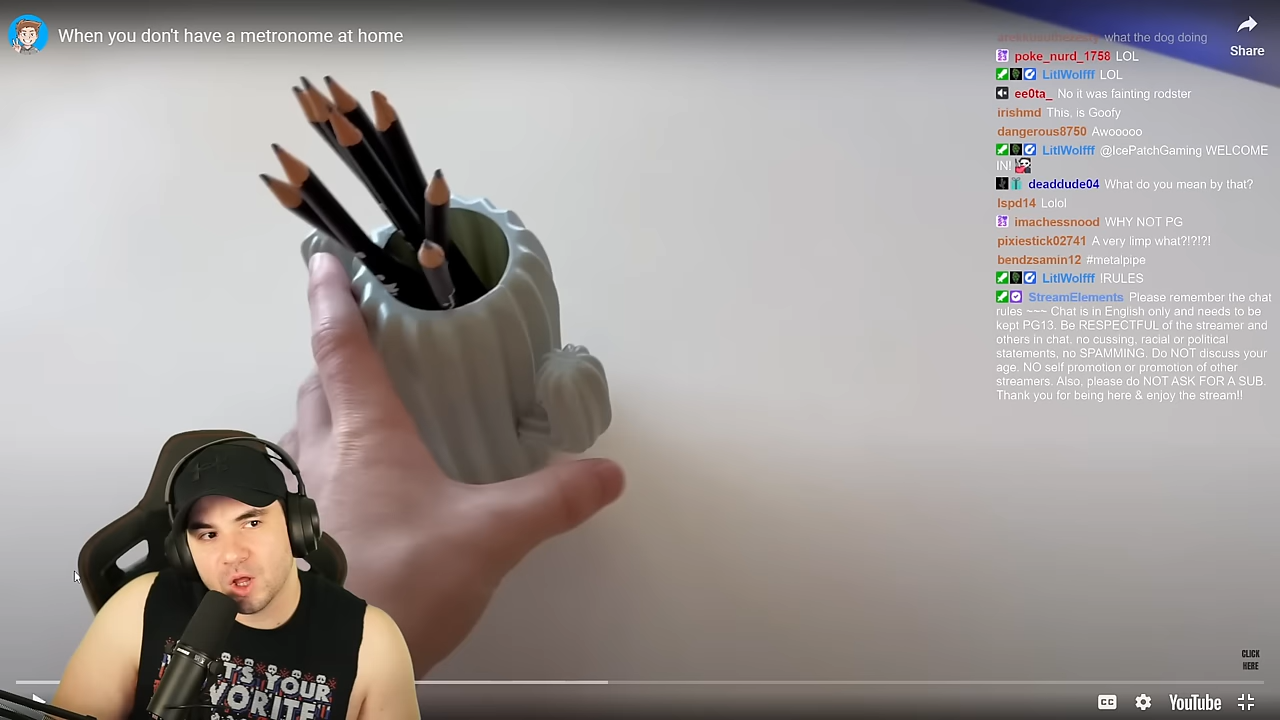 When you don't have a metronome at home
what the dog doing
Share
poke_nurd_1758 LOL
LitlWolfff LOL
ee0ta_ No it was fainting rodster
irishmd This, is Goofy
dangerous8750 Awooooo
LitlWolfff @IcePatchGaming WELCOME
IN!
deaddude04 What do you mean by that?
lspd14 Lolol
imachessnood WHY NOT PG
pixiestick02741 A very limp what?!?!?!
bendzsamin12 #metalpipe
LitlWolfff !RULES
StreamElements Please remember the chat
rules ~~~ Chat is in English only and needs to be
kept PG13. Be RESPECTFUL of the streamer and
others in chat, no cussing, racial or political
statements, no SPAMMING. Do NOT discuss your
age. NO self promotion or promotion of other
streamers. Also, please do NOT ASK FOR A SUB.
Thank you for being here & enjoy the stream!!
CLICK
HERE
IT'S YOUR
CC
YouTube